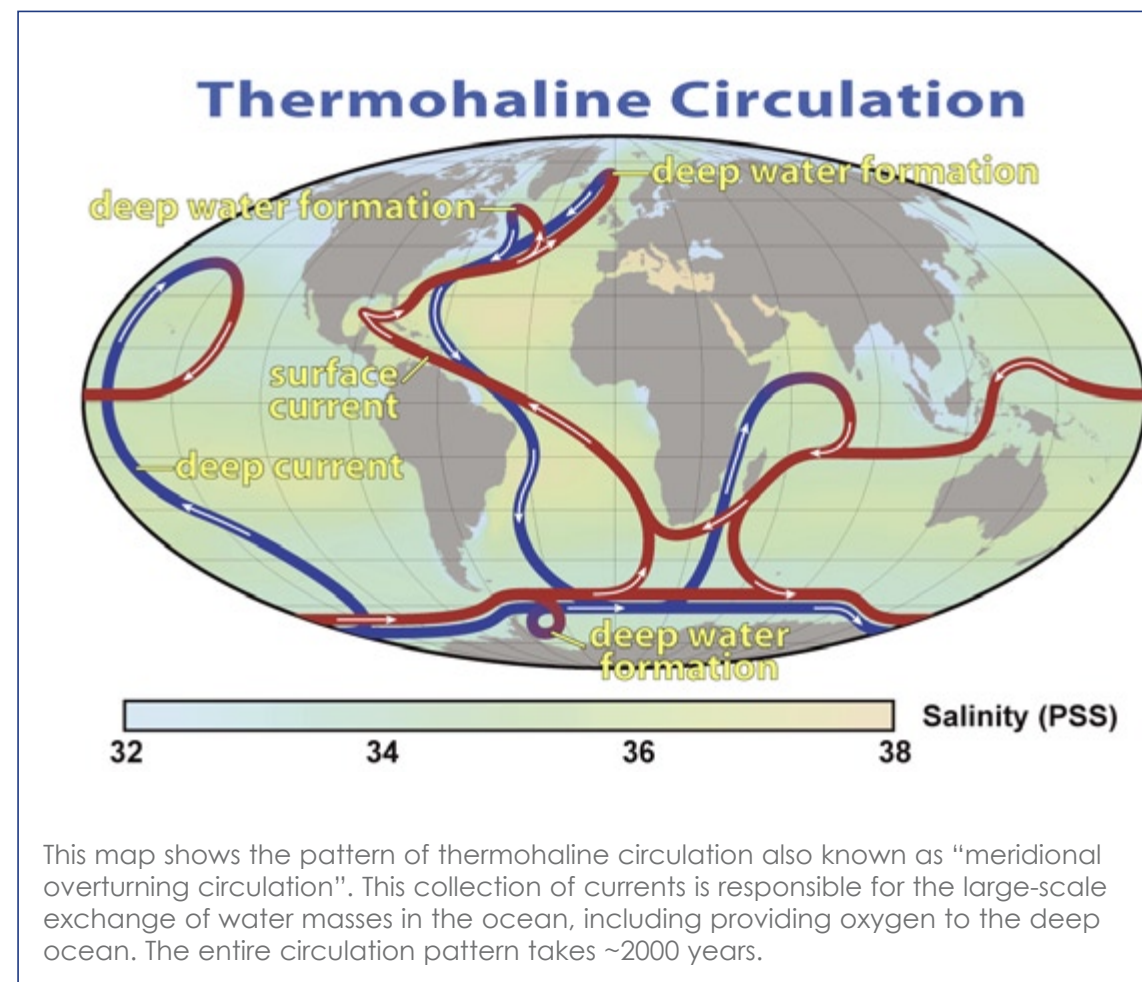 Thermohaline Circulation
deep water formation
deep water formation
surface
current
deep current
deep water
formation
Salinity (PSS)
32 34 36 38
This map shows the pattern of thermohaline circulation also known as “meridional
overturning circulation”. This collection of currents is responsible for the large-scale
exchange of water masses in the ocean, including providing oxygen to the deep
ocean. The entire circulation pattern takes ~2000 years.